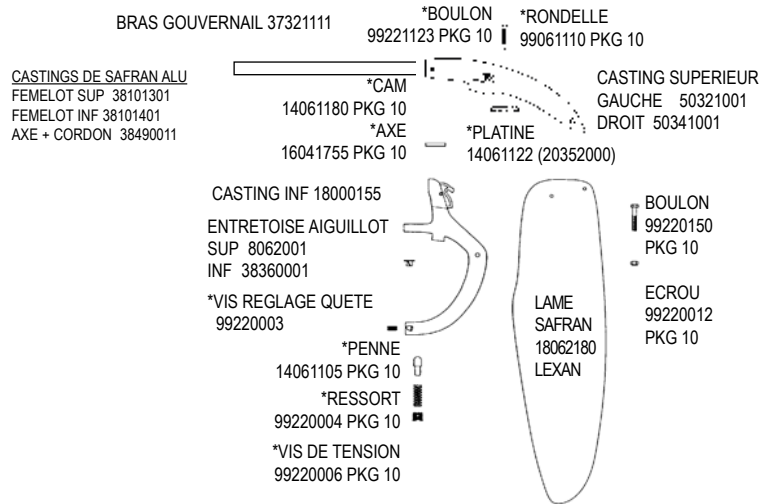 BRAS GOUVERNAIL 37321111
*BOULON
99221123 PKG 10
*RONDELLE
99061110 PKG 10
CASTINGS DE SAFRAN ALU
FEMELOT SUP 38101301
FEMELOT INF 38101401
AXE + CORDON 38490011
*CAM
14061180 PKG 10
*AXE
16041755 PKG 10
*PLATINE
14061122 (20352000)
CASTING SUPERIEUR
GAUCHE 50321001
DROIT 50341001
CASTING INF 18000155
ENTRETOISE AIGUILLOT
SUP 8062001
INF 38360001
*VIS REGLAGE QUETE
99220003
*PENNE
14061105 PKG 10
*RESSORT
99220004 PKG 10
*VIS DE TENSION
99220006 PKG 10
LAME
SAFRAN
18062180
LEXAN
BOULON
99220150
PKG 10
ECROU
99220012
PKG 10